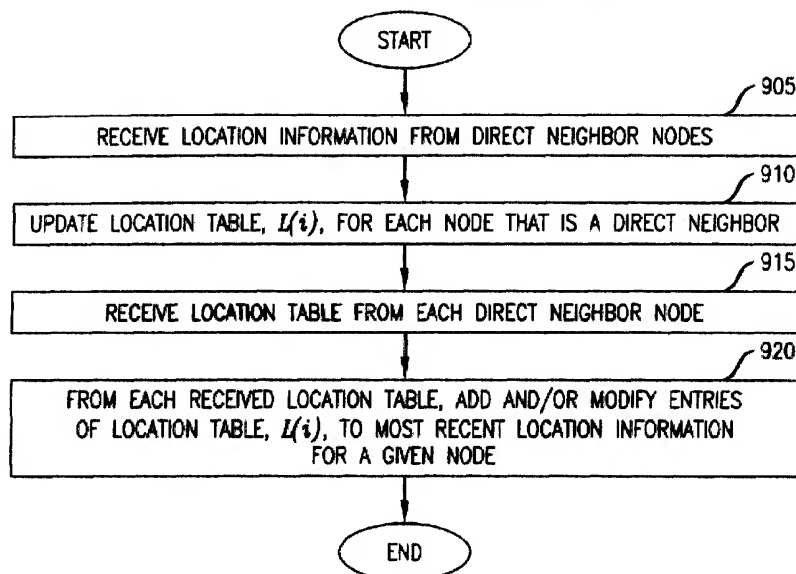 START
905
RECEIVE LOCATION INFORMATION FROM DIRECT NEIGHBOR NODES
910
UPDATE LOCATION TABLE, L(i), FOR EACH NODE THAT IS A DIRECT NEIGHBOR
915
RECEIVE LOCATION TABLE FROM EACH DIRECT NEIGHBOR NODE
920
FROM EACH RECEIVED LOCATION TABLE, ADD AND/OR MODIFY ENTRIES
OF LOCATION TABLE, L(i), TO MOST RECENT LOCATION INFORMATION
FOR A GIVEN NODE
END